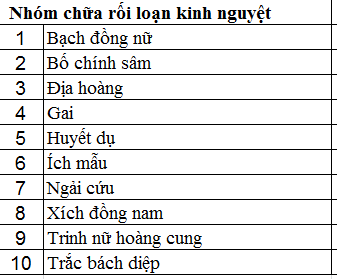 Nhóm chữa rối loạn kinh nguyệt
1 Bạch đồng nữ
2 Bố chính sâm
3 Địa hoàng
4 Gai
5 Huyết dụ
6 Ích mẫu
7 Ngải cứu
8 Xích đồng nam
9 Trinh nữ hoàng cung
10 Trắc bách diệp